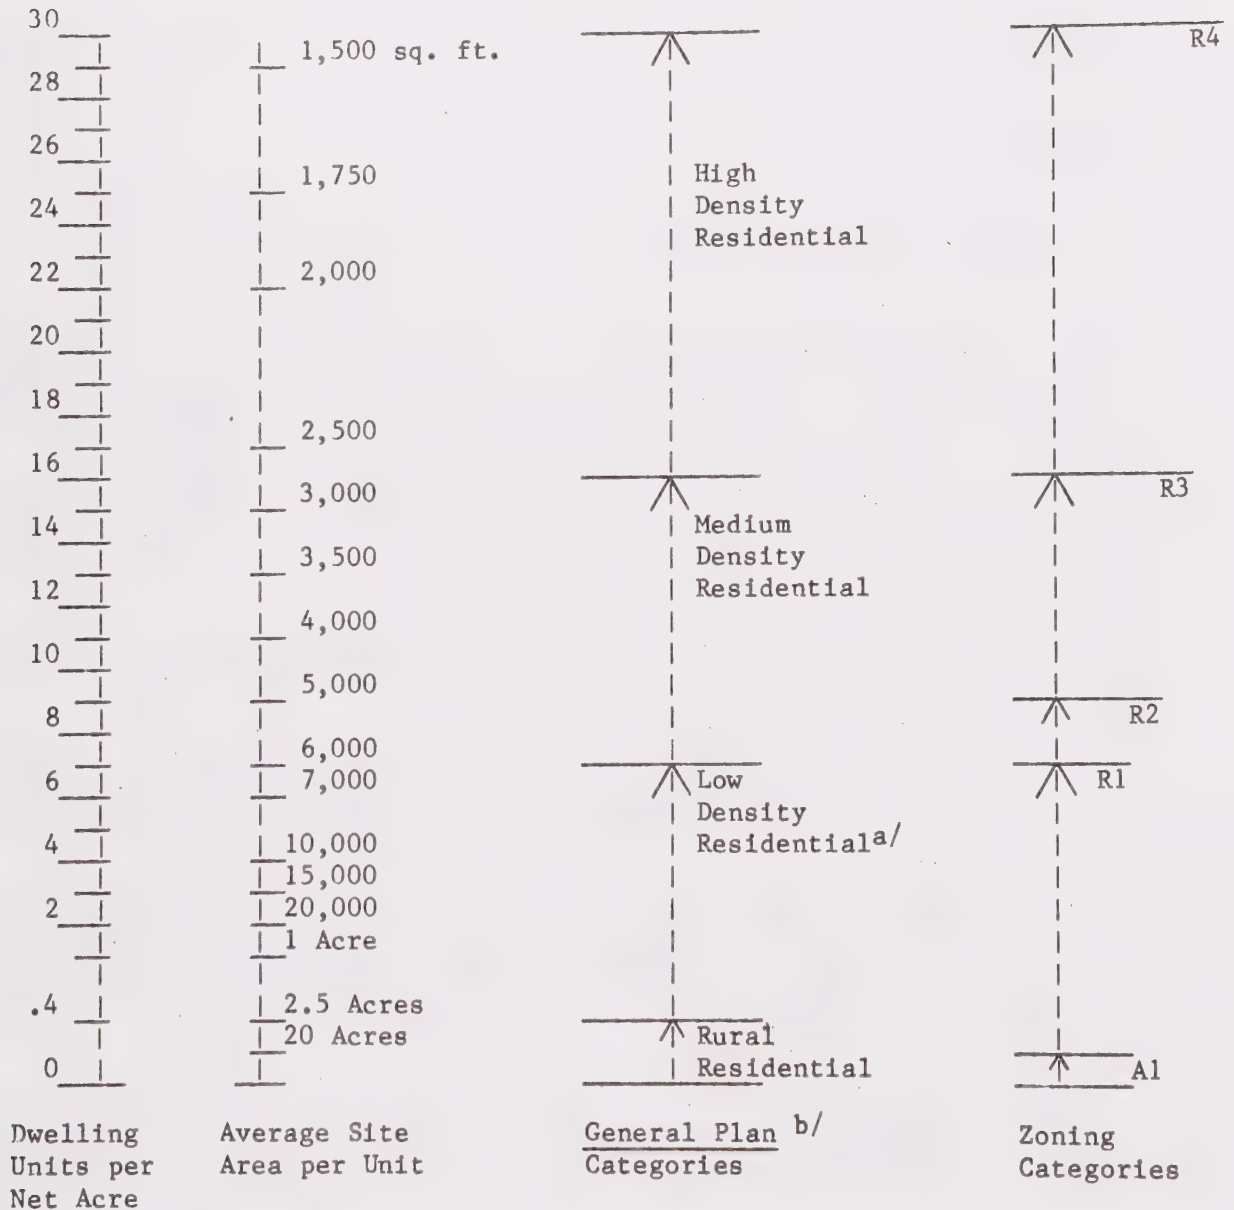 30
28
26
24
22
20
18
16
14
12
10
8
6
4
2
.4
0
Dwelling
Units per
Net Acre
1,500 sq. ft.
1,750
2,000
2,500
3,000
3,500
4,000
5,000
6,000
7,000
10,000
15,000
20,000
1 Acre
2.5 Acres
20 Acres
Average Site
Area per Unit
High
Density
Residential
Medium
Density
Residential
Low
Density
Residential a/
Rural
Residential
General Plan b/
Categories
R4
R3
R2
R1
A1
Zoning
Categories